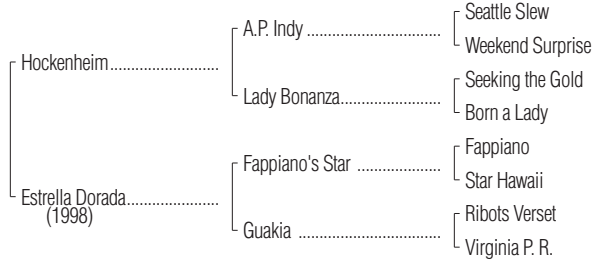 Seattle Slew
A.P. Indy ............................
Weekend Surprise
Hockenheim...........................
Seeking the Gold
Lady Bonanza.........................
Born a Lady
Fappiano
Fappiano's Star .....................
Star Hawaii
Estrella Dorada......................
(1998)
Ribots Verset
Guakia ...................................
Virginia P. R.